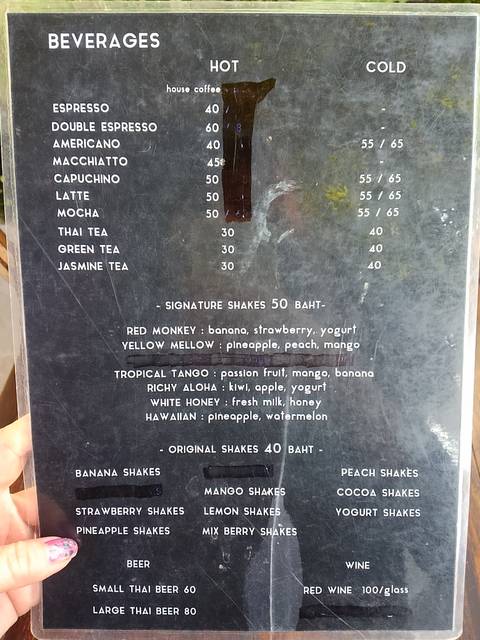 BEVERAGES
HOT COLD
house coffee
ESPRESSO 40 -
DOUBLE ESPRESSO 60 -
AMERICANO 40 55 / 65
MACCHIATTO 45 -
CAPUCHINO 50 55 / 65
LATTE 50 55 / 65
MOCHA 50 55 / 65
THAI TEA 30 40
GREEN TEA 30 40
JASMINE TEA 30 40
- SIGNATURE SHAKES 50 BAHT-
RED MONKEY : banana, strawberry, yogurt
YELLOW MELLOW : pineapple, peach, mango
TROPICAL TANGO : passion fruit, mango, banana
RICHY ALOHA : kiwi, apple, yogurt
WHITE HONEY : fresh milk, honey
HAWAIIAN : pineapple, watermelon
- ORIGINAL SHAKES 40 BAHT -
BANANA SHAKES PEACH SHAKES
MANGO SHAKES COCOA SHAKES
STRAWBERRY SHAKES LEMON SHAKES YOGURT SHAKES
PINEAPPLE SHAKES MIX BERRY SHAKES
BEER WINE
SMALL THAI BEER 60 RED WINE 100/glass
LARGE THAI BEER 80